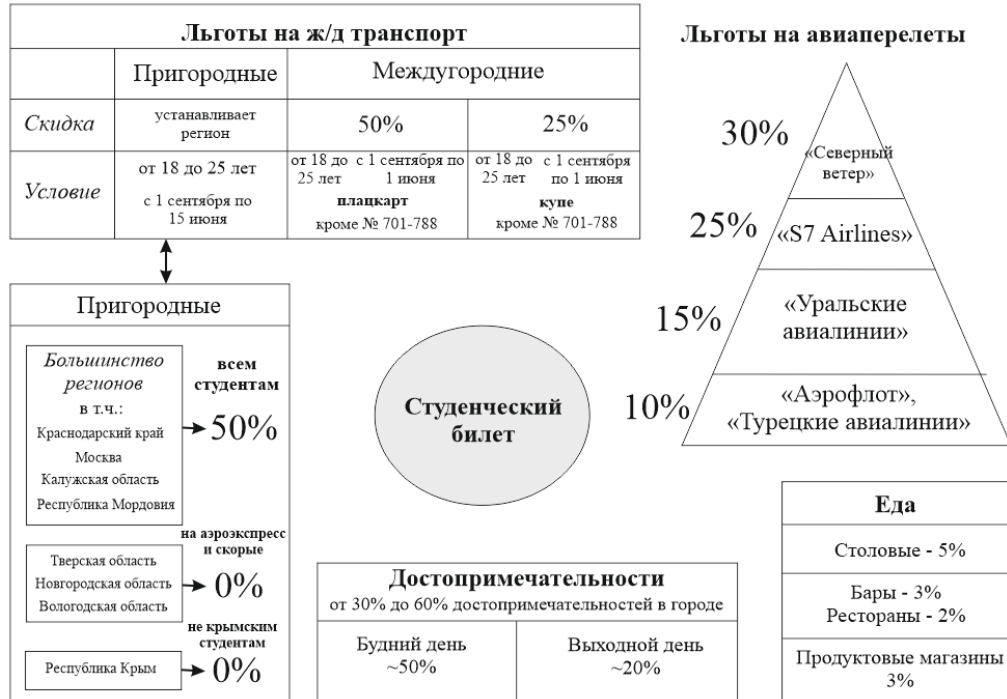 Льготы на ж/д транспорт
Пригородные
Междугородние
Скидка
устанавливает
регион
50%
25%
Условие
от 18 до 25 лет
с 1 сентября по
15 июня
от 18 до
25 лет
с 1 сентября по
1 июня
плацкарт
кроме № 701-788
от 18 до
25 лет
с 1 сентября
по 1 июня
купе
кроме № 701-788
Льготы на авиаперелеты
30%
«Северный
ветер»
25%
«S7 Airlines»
15%
«Уральские
авиалинии»
10%
«Аэрофлот»,
«Турецкие авиалинии»
Пригородные
Большинство
регионов
в т.ч.:
Краснодарский край
Москва
Калужская область
Республика Мордовия
всем
студентам
50%
Тверская область
Новгородская область
Вологодская область
на аэроэкспресс
и скорые
0%
Республика Крым
не крымским
студентам
0%
Студенческий
билет
Достопримечательности
от 30% до 60% достопримечательностей в городе
Будний день
~50%
Выходной день
~20%
Еда
Столовые - 5%
Бары - 3%
Рестораны - 2%
Продуктовые магазины
3%